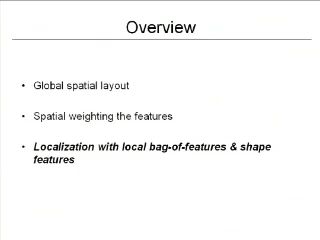 Overview
• Global spatial layout
• Spatial weighting the features
• Localization with local bag-of-features & shape
features